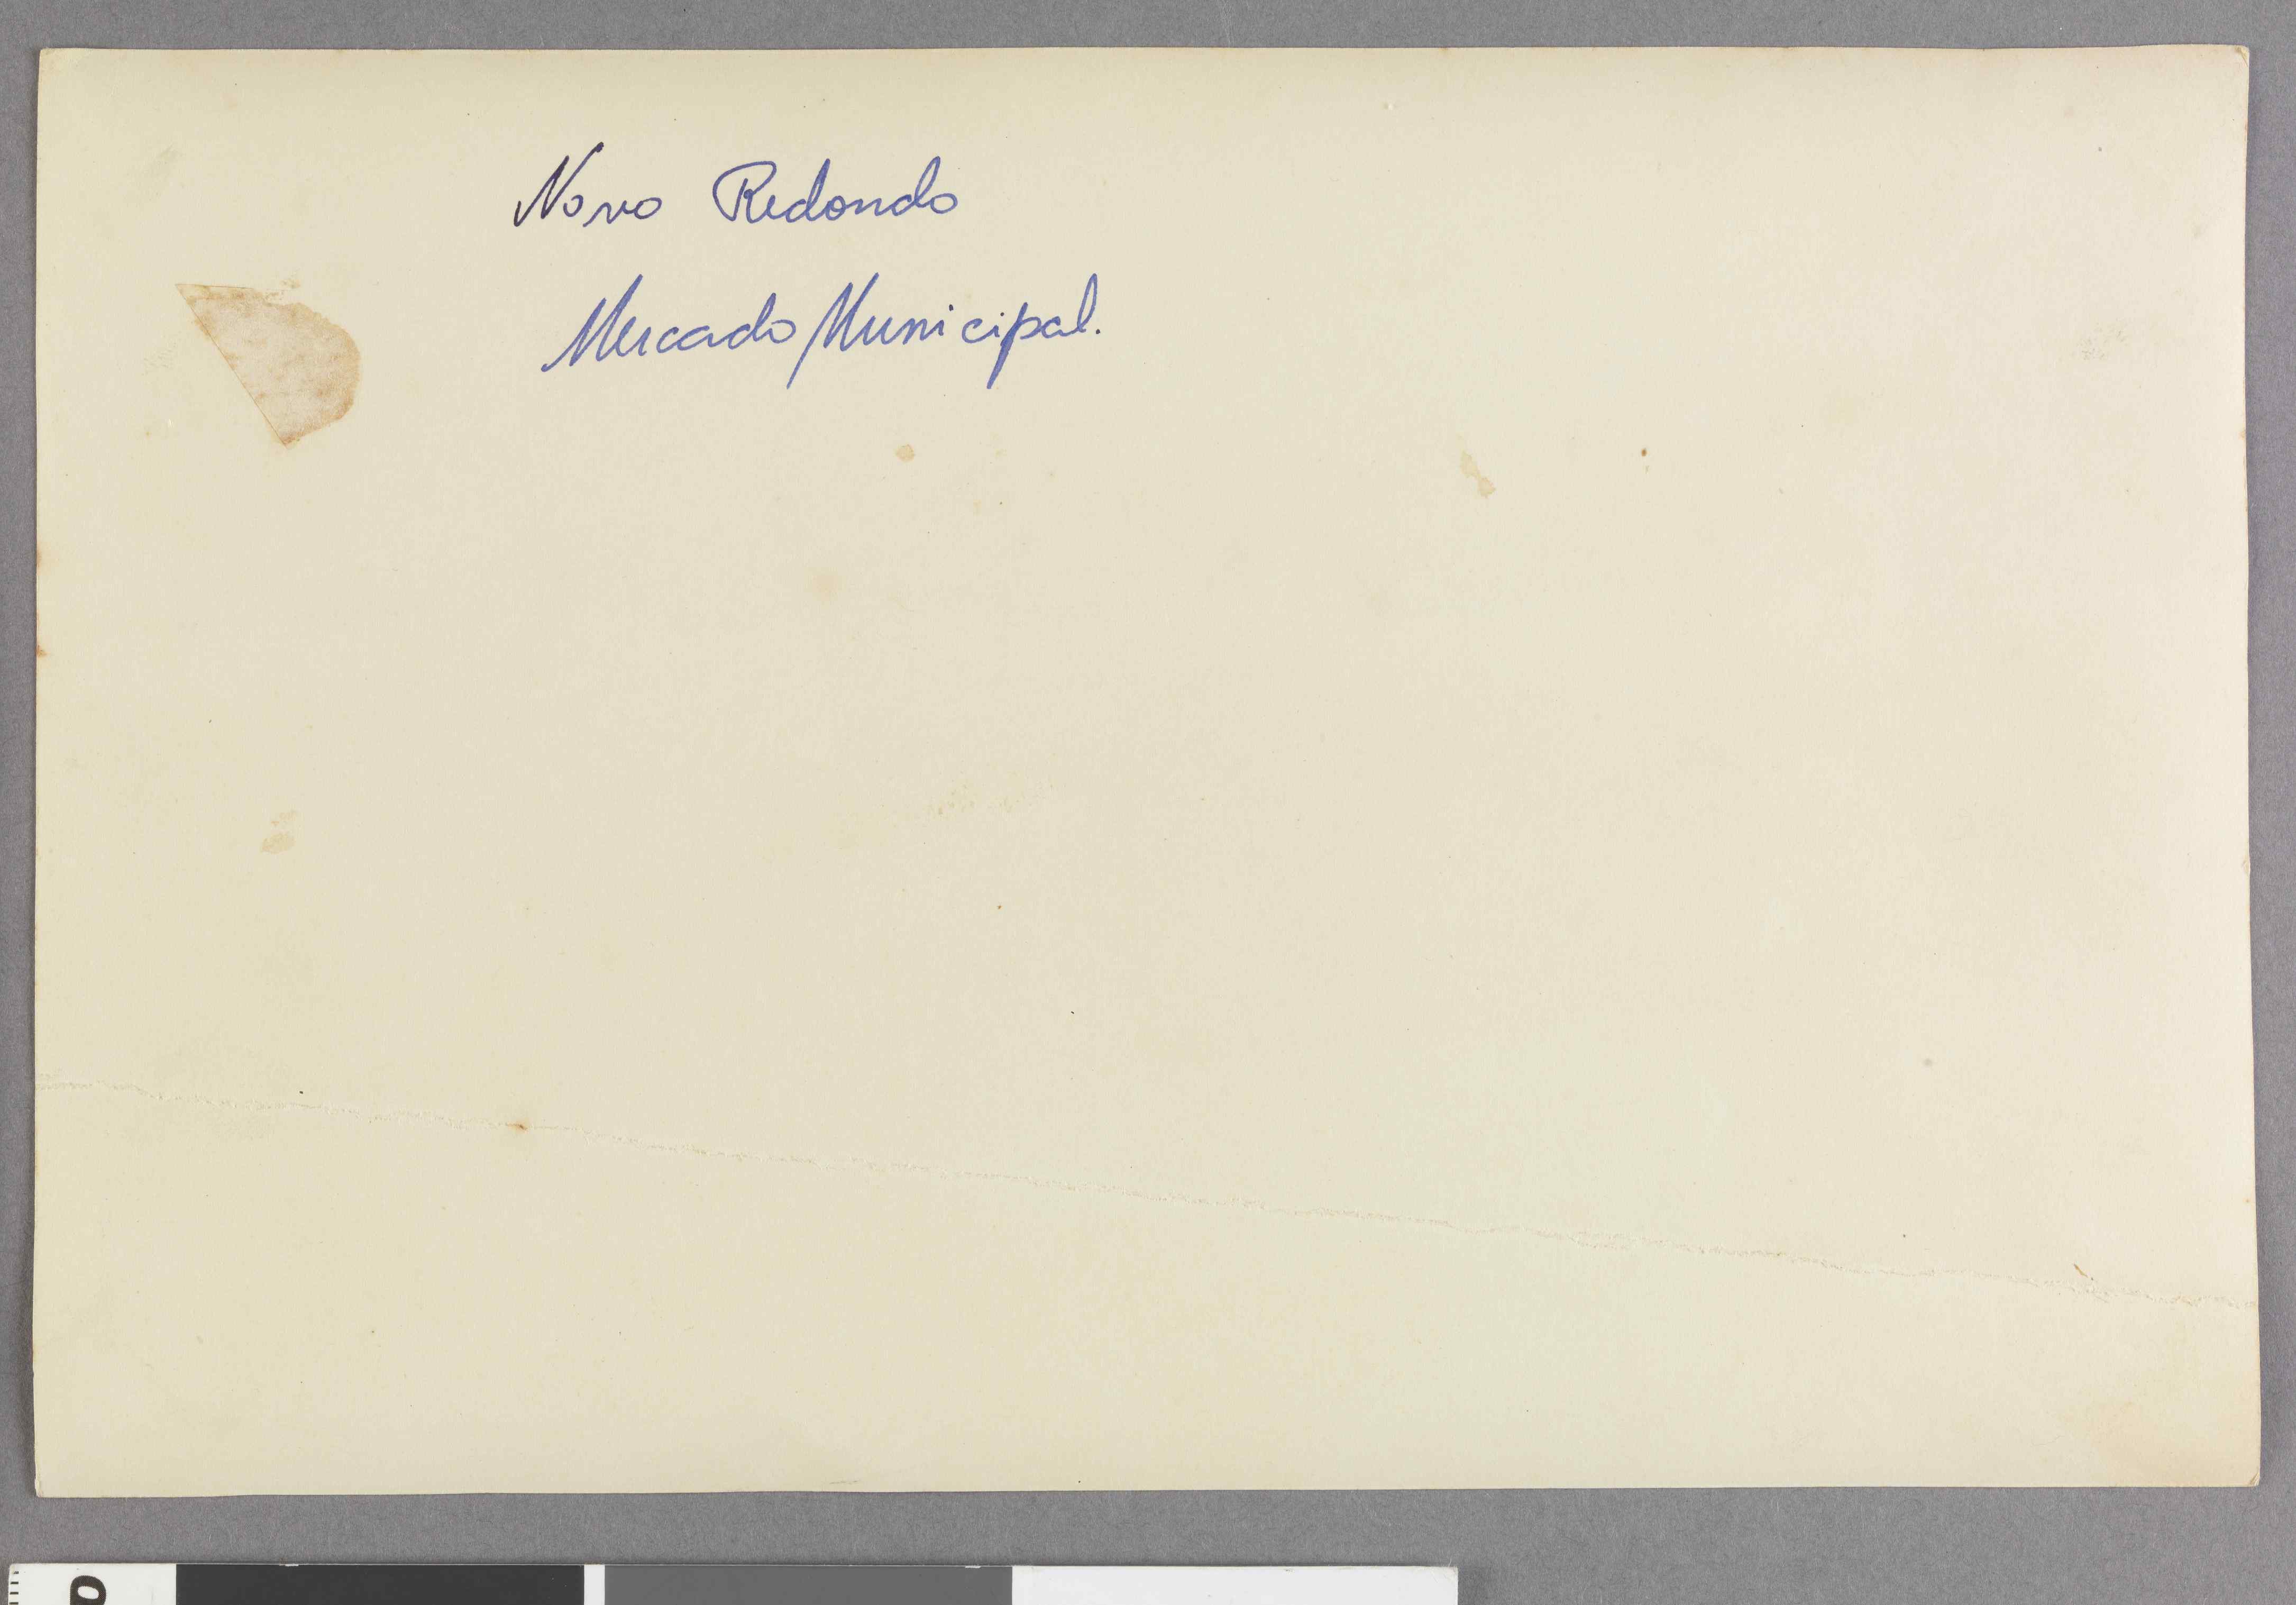 Novo Redondo
Mercado Municipal.